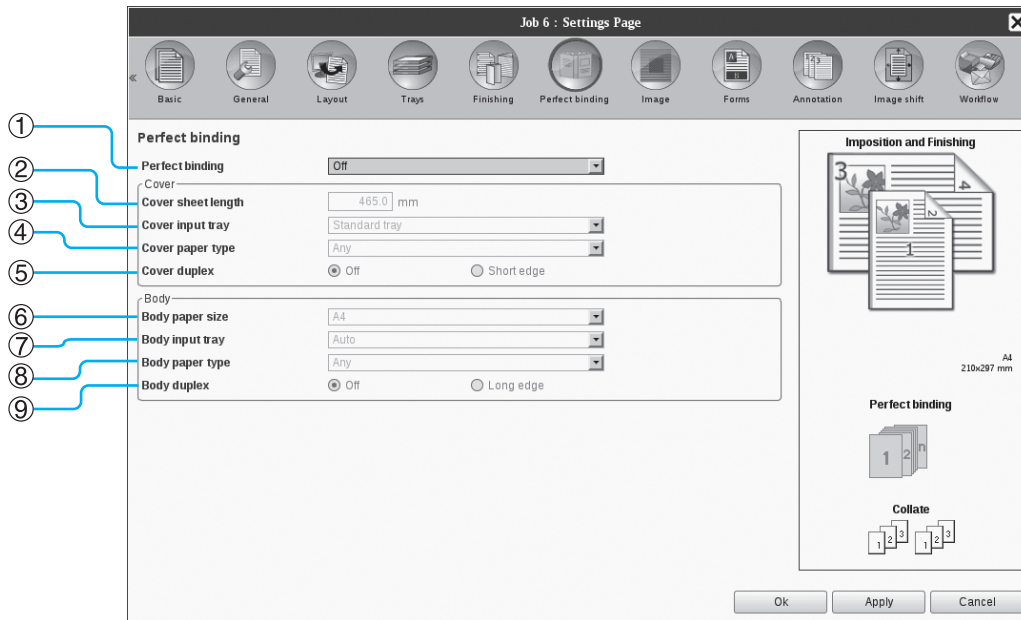 Job 6 : Settings Page
«
Basic General Layout Trays Finishing Perfect binding Image Forms Annotation Image shift Workflow
Perfect binding
① Perfect binding Off
Cover
② Cover sheet length 465.0 mm
③ Cover input tray Standard tray
④ Cover paper type Any
⑤ Cover duplex Off Short edge
Body
⑥ Body paper size A4
⑦ Body input tray Auto
⑧ Body paper type Any
⑨ Body duplex Off Long edge
Imposition and Finishing
3
4
2
1
A4
210×297 mm
Perfect binding
1 2 n
Collate
1 2 3 1 2 3
Ok Apply Cancel